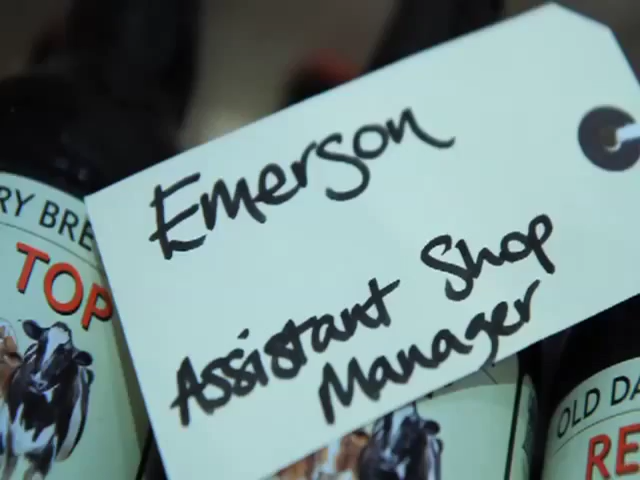 Emerson
Assistant Shop
Manager
RY BRE
TOP
OLD DA
RE